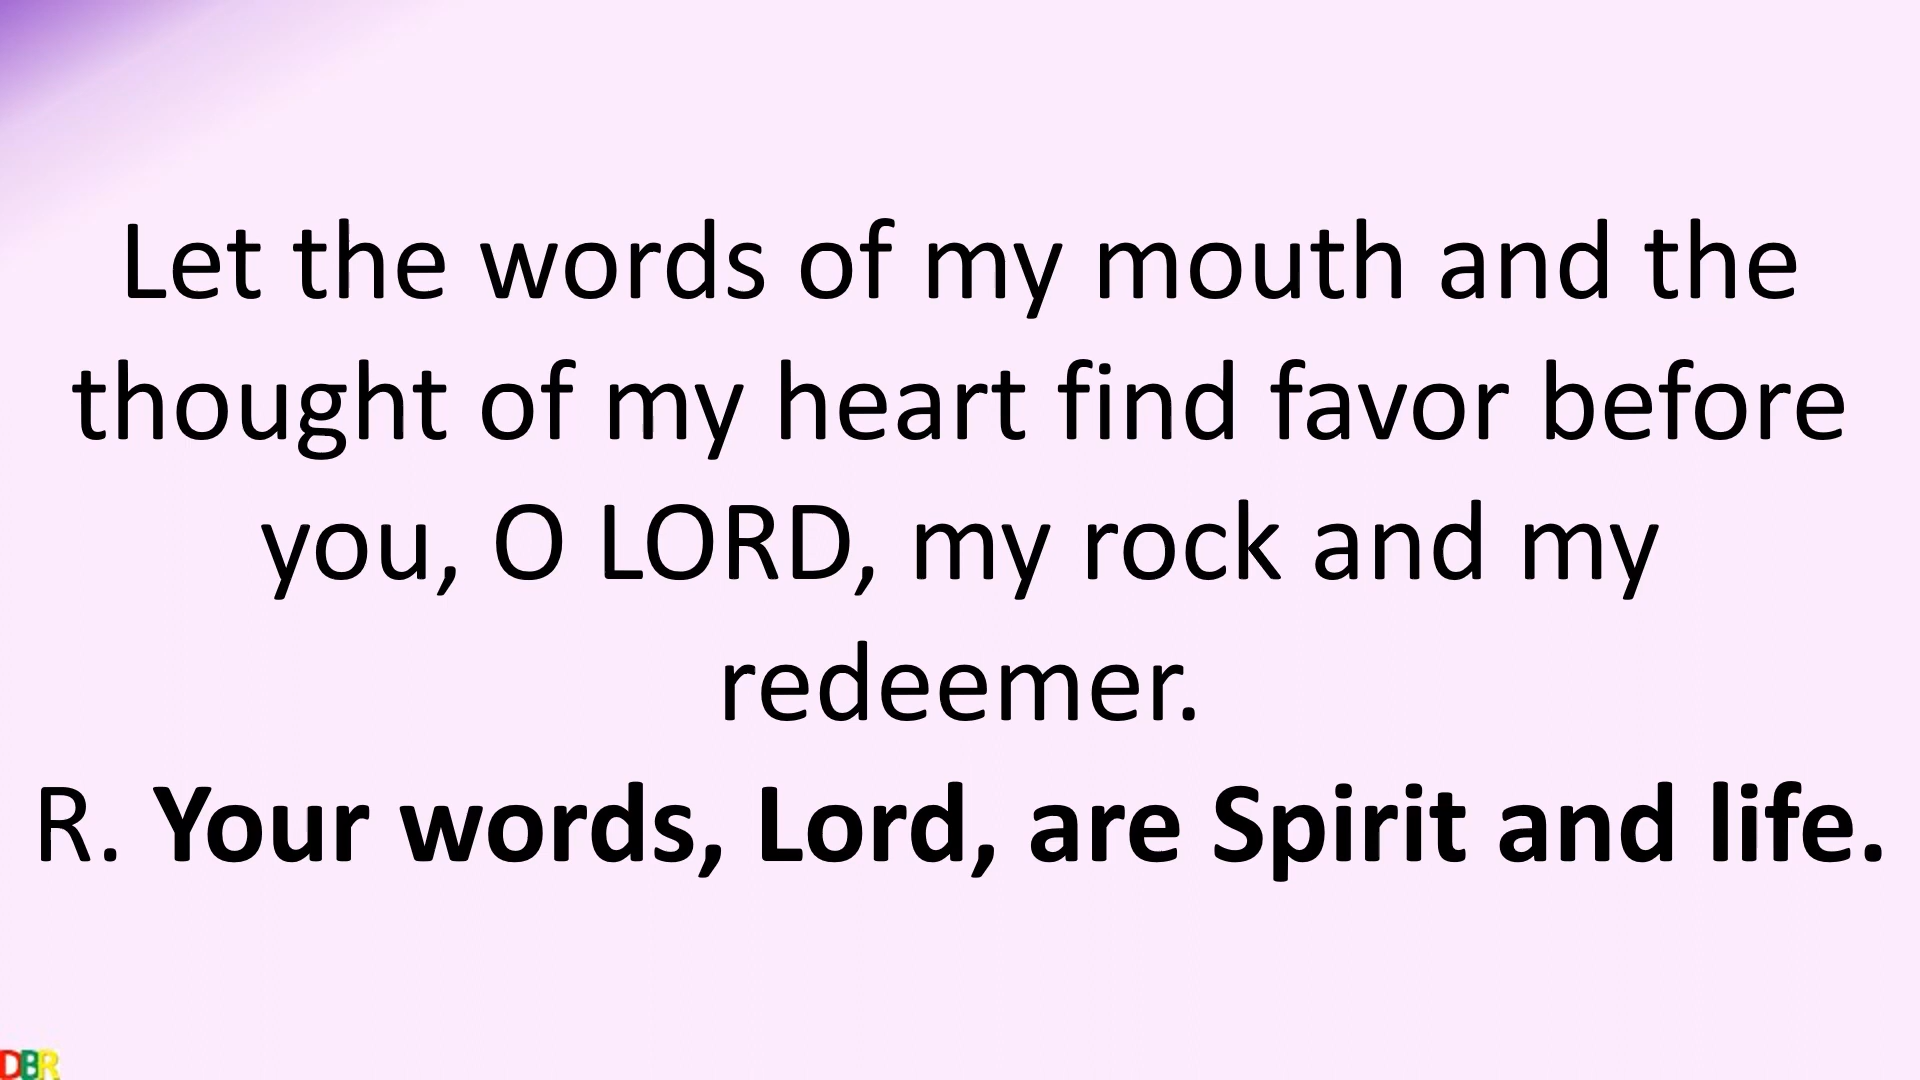 Let the words of my mouth and the
thought of my heart find favor before
you, O LORD, my rock and my
redeemer.
R. Your words, Lord, are Spirit and life.
DBR